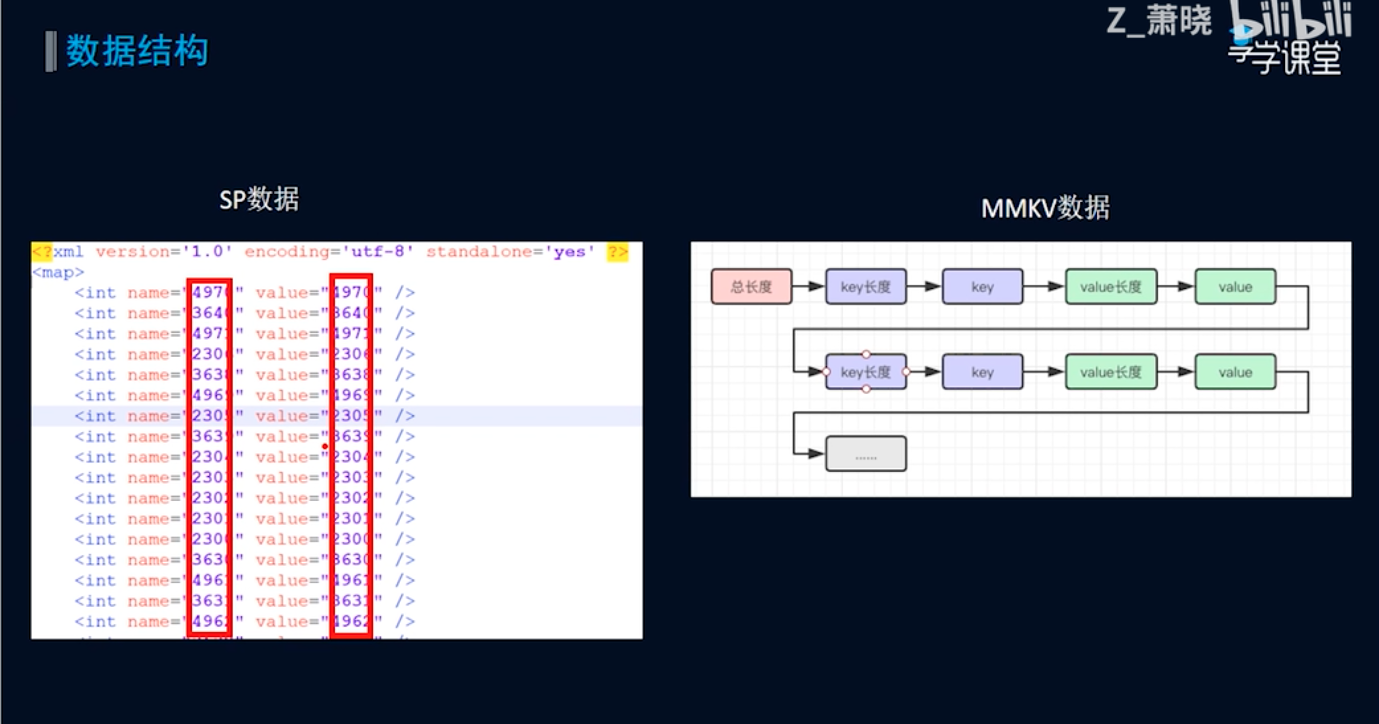 Z_萧晓 bilibili
学学课堂
数据结构
SP数据
<?xml version='1.0' encoding='utf-8' standalone='yes' ?>
<map>
<int name="4970" value="4970" />
<int name="3640" value="3640" />
<int name="4971" value="4971" />
<int name="2306" value="2306" />
<int name="3638" value="3638" />
<int name="4969" value="4969" />
<int name="2305" value="2305" />
<int name="3639" value="3639" />
<int name="2304" value="2304" />
<int name="2303" value="2303" />
<int name="2302" value="2302" />
<int name="2301" value="2301" />
<int name="2300" value="2300" />
<int name="3630" value="3630" />
<int name="4961" value="4961" />
<int name="3631" value="3631" />
<int name="4962" value="4962" />
MMKV数据
总长度 key长度 key value长度 value
key长度 key value长度 value
......